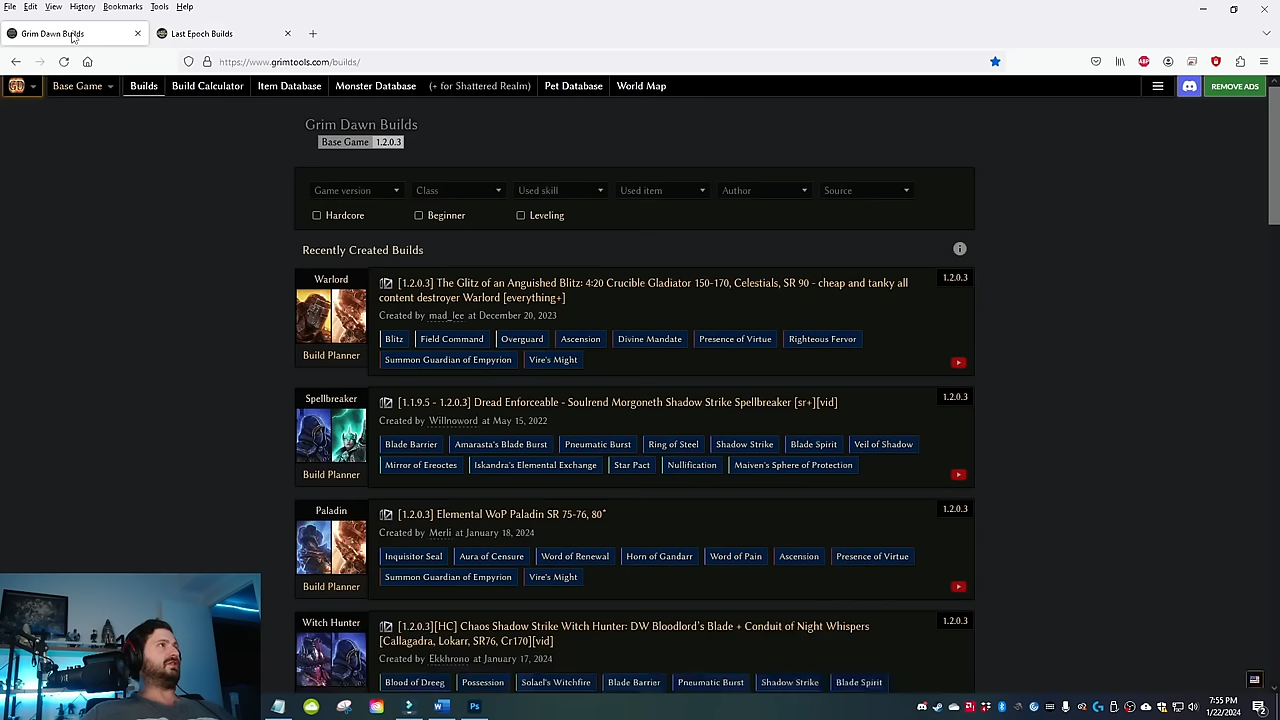 File Edit View History Bookmarks Tools Help
Grim Dawn Builds
Last Epoch Builds
https://www.grimtools.com/builds/
Base Game Builds Build Calculator Item Database Monster Database (+ for Shattered Realm) Pet Database World Map REMOVE ADS
Grim Dawn Builds
Base Game 1.2.0.3
Game version Class Used skill Used item Author Source
Hardcore Beginner Leveling
Recently Created Builds
Warlord
Build Planner
[1.2.0.3] The Glitz of an Anguished Blitz: 4:20 Crucible Gladiator 150-170, Celestials, SR 90 - cheap and tanky all
content destroyer Warlord [everything+]
1.2.0.3
Created by mad_lee at December 20, 2023
Blitz Field Command Overguard Ascension Divine Mandate Presence of Virtue Righteous Fervor
Summon Guardian of Empyrion Vire's Might
Spellbreaker
Build Planner
[1.1.9.5 - 1.2.0.3] Dread Enforceable - Soulrend Morgoneth Shadow Strike Spellbreaker [sr+][vid]
1.2.0.3
Created by Willnoword at May 15, 2022
Blade Barrier Amarasta's Blade Burst Pneumatic Burst Ring of Steel Shadow Strike Blade Spirit Veil of Shadow
Mirror of Ereoctes Iskandra's Elemental Exchange Star Pact Nullification Maiven's Sphere of Protection
Paladin
Build Planner
[1.2.0.3] Elemental WoP Paladin SR 75-76, 80*
1.2.0.3
Created by Merli at January 18, 2024
Inquisitor Seal Aura of Censure Word of Renewal Horn of Gandarr Word of Pain Ascension Presence of Virtue
Summon Guardian of Empyrion Vire's Might
Witch Hunter
[1.2.0.3][HC] Chaos Shadow Strike Witch Hunter: DW Bloodlord's Blade + Conduit of Night Whispers
[Callagadra, Lokarr, SR76, Cr170][vid]
1.2.0.3
Created by Ekkhrono at January 17, 2024
Blood of Dreeg Possession Solael's Witchfire Blade Barrier Pneumatic Burst Shadow Strike Blade Spirit
7:55 PM
1/22/2024